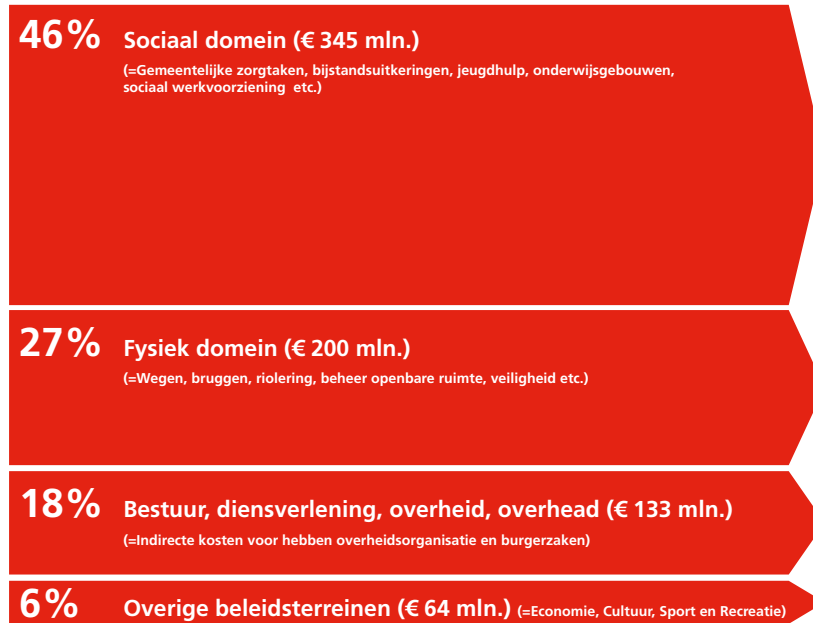 46% Sociaal domein (€ 345 mln.)
(=Gemeentelijke zorgtaken, bijstandsuitkeringen, jeugdhulp, onderwijsgebouwen,
sociaal werkvoorziening etc.)
27% Fysiek domein (€ 200 mln.)
(=Wegen, bruggen, riolering, beheer openbare ruimte, veiligheid etc.)
18% Bestuur, diensverlening, overheid, overhead (€ 133 mln.)
(=Indirecte kosten voor hebben overheidsorganisatie en burgerzaken)
6% Overige beleidsterreinen (€ 64 mln.) (=Economie, Cultuur, Sport en Recreatie)